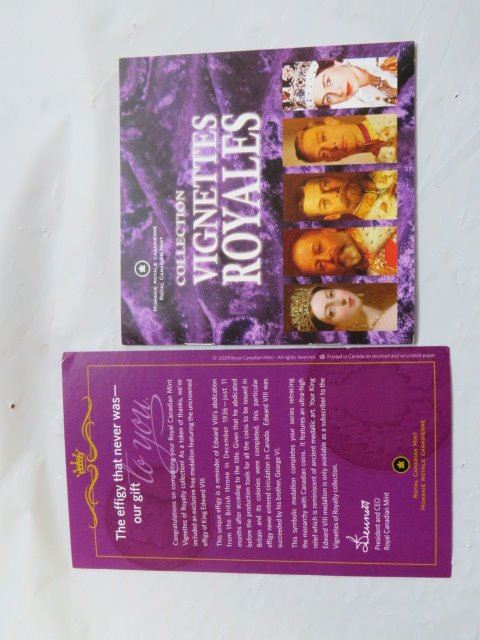 MONNAIE ROYALE CANADIENNE
ROYAL CANADIAN MINT
COLLECTION
VIGNETTES
ROYALES
© 2009 Royal Canadian Mint – All rights reserved.
Printed in Canada on recycled and recyclable paper
The effigy that never was—
our gift to you.
Congratulations on completing your Royal Canadian Mint
Vignettes of Royalty collection! As a token of thanks, we've
included an exclusive free medallion featuring the uncrowned
effigy of King Edward VIII.
This unique effigy is a reminder of Edward VIII's abdication
from the British throne in December 1936—just 11
months after acceding to the title. Given that he abdicated
before the production tools for all the coins to be issued in
Britain and its colonies were completed, this particular
effigy never entered circulation in Canada. Edward VIII was
succeeded by his brother, George VI.
This symbolic medallion completes your series retracing
the monarchy with Canadian coins. It features an ultra-high
relief which is reminiscent of ancient medallic art. Your King
Edward VIII medallion is only available as a subscriber to the
Vignettes of Royalty collection.
President and CEO
Royal Canadian Mint
ROYAL CANADIAN MINT
MONNAIE ROYALE CANADIENNE